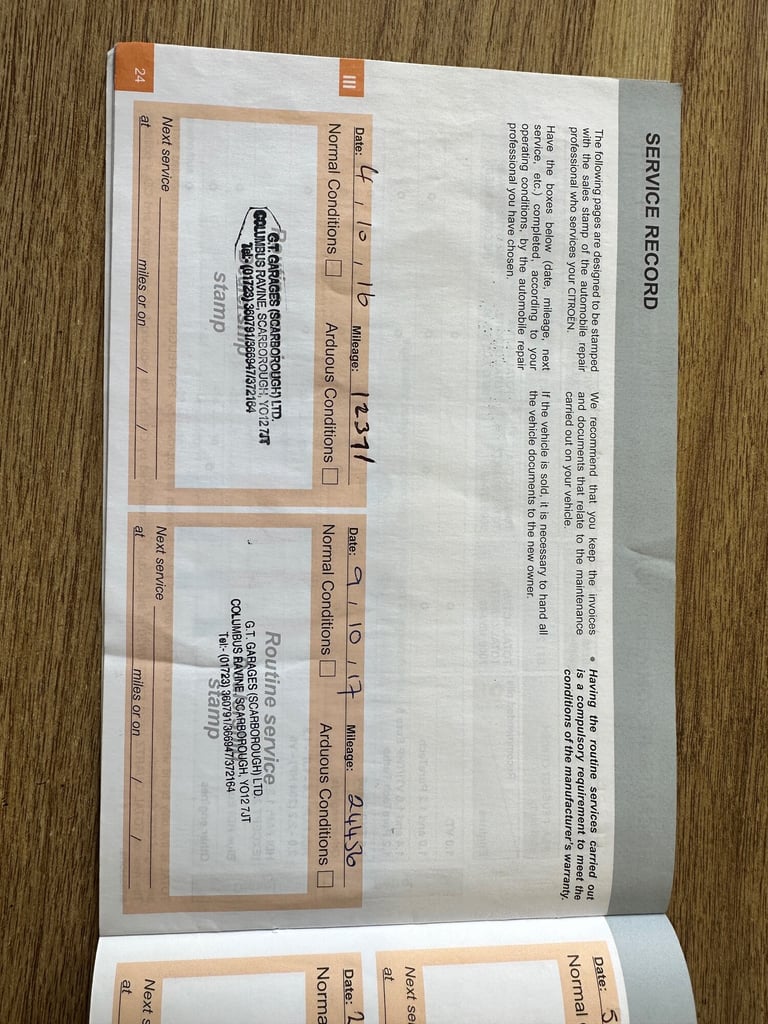 SERVICE RECORD
The following pages are designed to be stamped
with the sales stamp of the automobile repair
professional who services your CITROËN.
Have the boxes below (date, mileage, next
service, etc.) completed, according to your
operating conditions, by the automobile repair
professional you have chosen.
We recommend that you keep the invoices
and documents that relate to the maintenance
carried out on your vehicle.
If the vehicle is sold, it is necessary to hand all
the vehicle documents to the new owner.
• Having the routine services carried out
is a compulsory requirement to meet the
conditions of the manufacturer's warranty.
III
Date: 4 / 10 / 16 Mileage: 12371
Normal Conditions Arduous Conditions
G.T. GARAGES (SCARBOROUGH) LTD.
COLUMBUS RAVINE, SCARBOROUGH, YO12 7JT
Tel:- (01723) 360791/366947/372164
stamp
Next service
at miles or on / /
Date: 9 / 10 / 17 Mileage: 24456
Normal Conditions Arduous Conditions
Routine service
G.T. GARAGES (SCARBOROUGH) LTD.
COLUMBUS RAVINE, SCARBOROUGH, YO12 7JT
Tel:- (01723) 360791/366947/372164
stamp
Next service
at miles or on / /
24
Date: 5
Normal
Next se
at
Date: 2
Norma
Next s
at